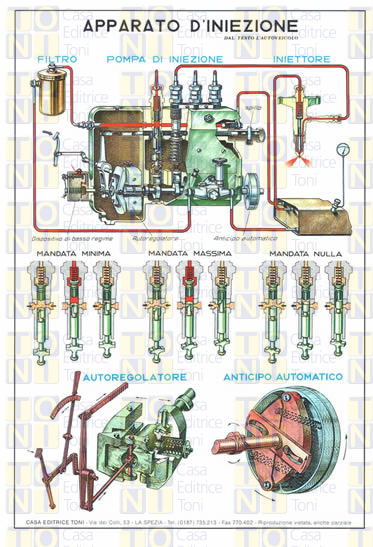 APPARATO D'INIEZIONE
DAL TESTO L'AUTOVEICOLO
FILTRO
POMPA DI INIEZIONE
INIETTORE
Dispositivo di basso regime
Autoregolatore
Anticipo automatico
MANDATA MINIMA
MANDATA MASSIMA
MANDATA NULLA
AUTOREGOLATORE
ANTICIPO AUTOMATICO
CASA EDITRICE TONI - Via dei Colli, 53 - LA SPEZIA - Tel. (0187) 735.213 - Fax 770.402 - Riproduzione vietata, anche parziale
Casa
Editrice
Toni